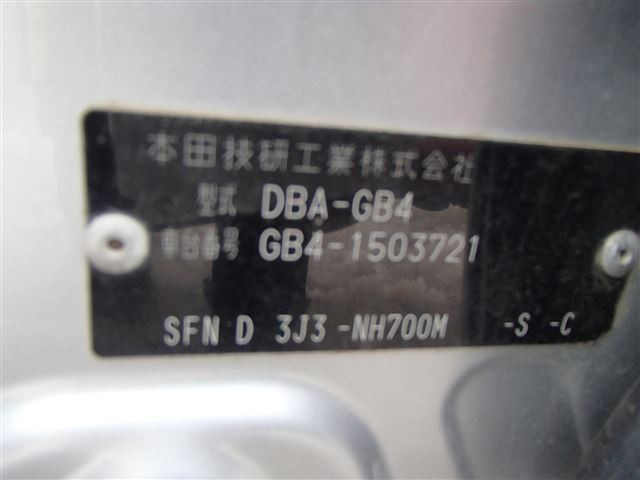 本田技研工業株式会社
型式 DBA-GB4
車台番号 GB4-1503721
SFN D 3J3 -NH700M -S -C